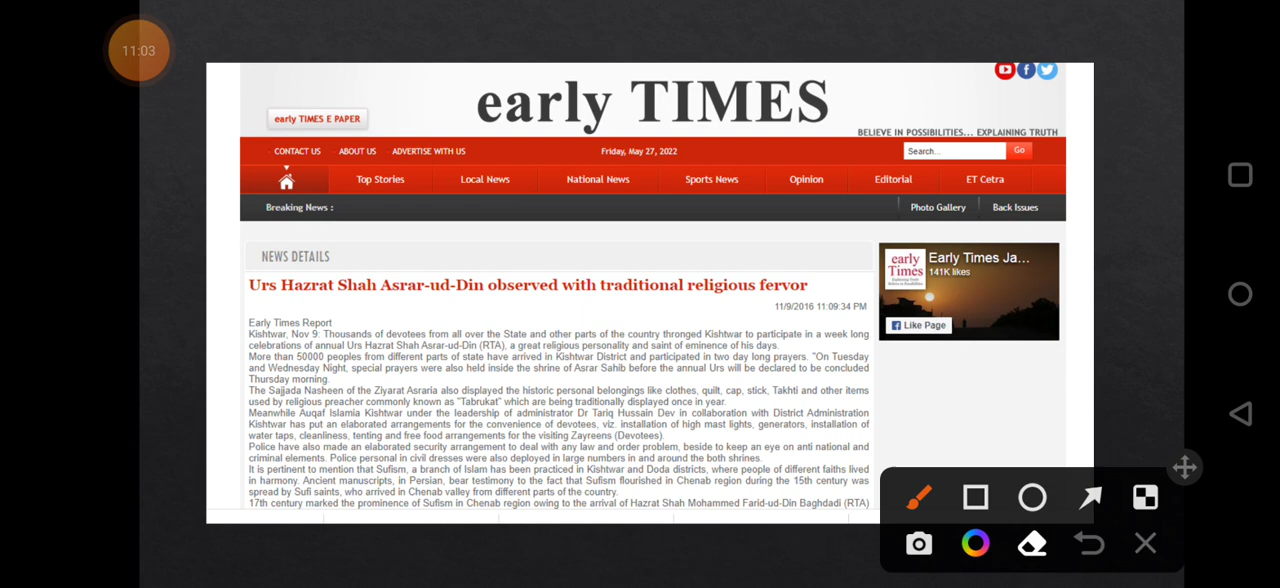 11:03
early TIMES
early TIMES E PAPER
BELIEVE IN POSSIBILITIES... EXPLAINING TRUTH
CONTACT US ABOUT US ADVERTISE WITH US Friday, May 27, 2022 Search... Go
Top Stories Local News National News Sports News Opinion Editorial ET Cetra
Breaking News : Photo Gallery Back Issues
NEWS DETAILS
Urs Hazrat Shah Asrar-ud-Din observed with traditional religious fervor
11/9/2016 11:09:34 PM
Early Times Report
Kishtwar, Nov 9: Thousands of devotees from all over the State and other parts of the country thronged Kishtwar to participate in a week long
celebrations of annual Urs Hazrat Shah Asrar-ud-Din (RTA), a great religious personality and saint of eminence of his days.
More than 50000 peoples from different parts of state have arrived in Kishtwar District and participated in two day long prayers. "On Tuesday
and Wednesday Night, special prayers were also held inside the shrine of Asrar Sahib before the annual Urs will be declared to be concluded
Thursday morning.
The Sajjada Nasheen of the Ziyarat Asraria also displayed the historic personal belongings like clothes, quilt, cap, stick, Takhti and other items
used by religious preacher commonly known as "Tabrukat" which are being traditionally displayed once in year.
Meanwhile Auqaf Islamia Kishtwar under the leadership of administrator Dr Tariq Hussain Dev in collaboration with District Administration
Kishtwar has put an elaborated arrangements for the convenience of devotees, viz. installation of high mast lights, generators, installation of
water taps, cleanliness, tenting and free food arrangements for the visiting Zayreens (Devotees).
Police have also made an elaborated security arrangement to deal with any law and order problem, beside to keep an eye on anti national and
criminal elements. Police personal in civil dresses were also deployed in large numbers in and around the both shrines.
It is pertinent to mention that Sufism, a branch of Islam has been practiced in Kishtwar and Doda districts, where people of different faiths lived
in harmony. Ancient manuscripts, in Persian, bear testimony to the fact that Sufism flourished in Chenab region during the 15th century was
spread by Sufi saints, who arrived in Chenab valley from different parts of the country.
17th century marked the prominence of Sufism in Chenab region owing to the arrival of Hazrat Shah Mohammed Farid-ud-Din Baghdadi (RTA)
early
Times
Early Times Ja...
141K likes
Like Page